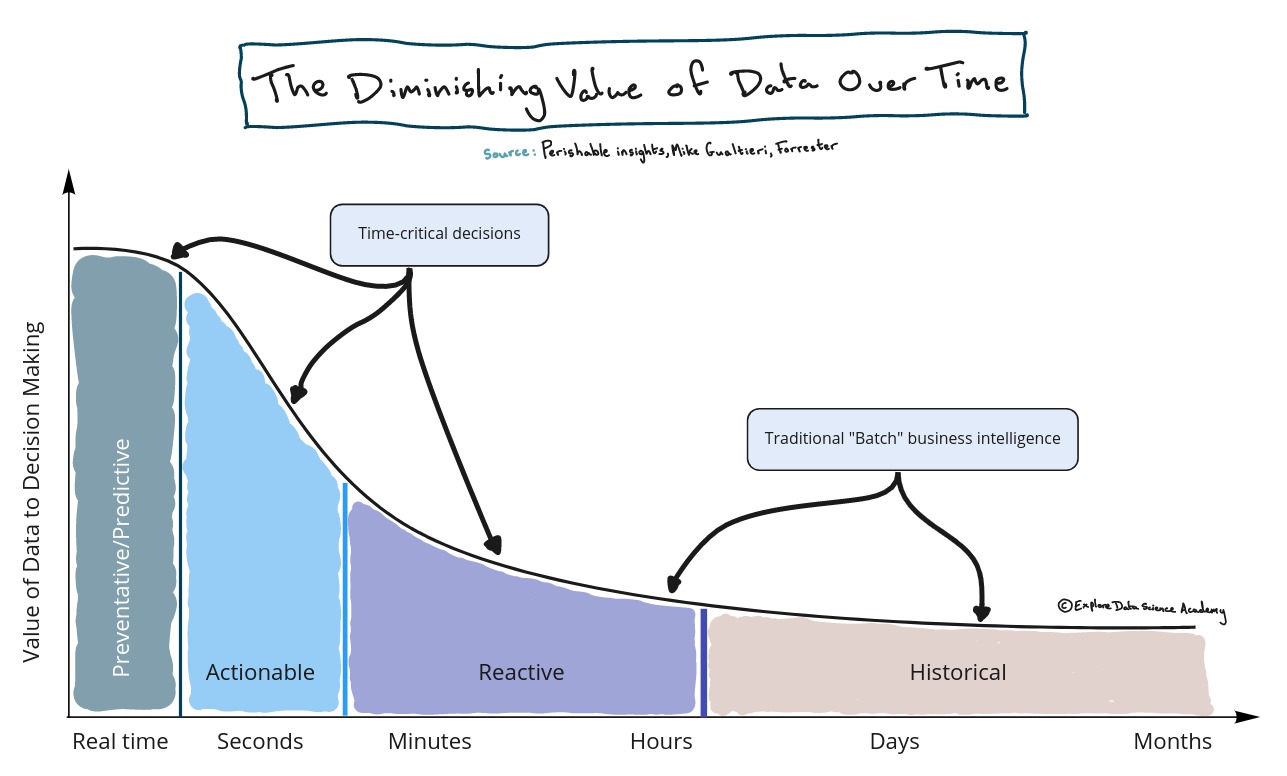 The Diminishing Value of Data Over Time
Source: Perishable insights, Mike Gualtieri, Forrester
Time-critical decisions
Traditional "Batch" business intelligence
©Explore Data Science Academy
Value of Data to Decision Making
Preventative/Predictive
Actionable
Reactive
Historical
Real time
Seconds
Minutes
Hours
Days
Months